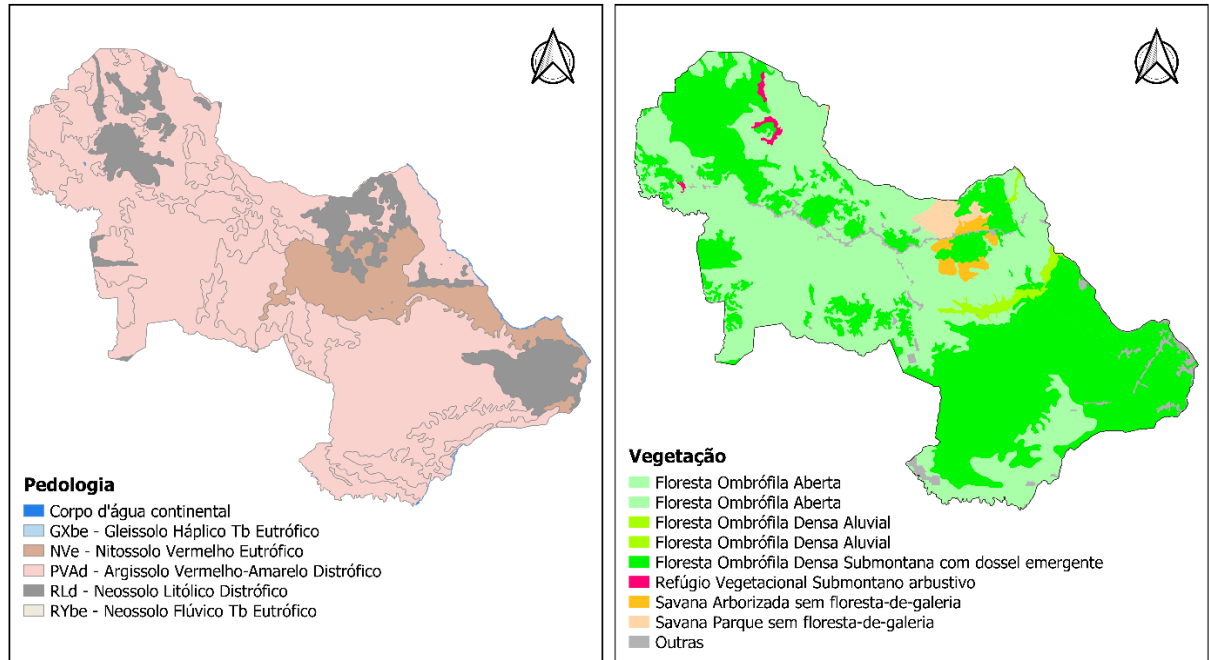 Pedologia
Corpo d'água continental
GXbe - Gleissolo Háplico Tb Eutrófico
NVe - Nitossolo Vermelho Eutrófico
PVAd - Argissolo Vermelho-Amarelo Distrófico
RLd - Neossolo Litólico Distrófico
RYbe - Neossolo Flúvico Tb Eutrófico
Vegetação
Floresta Ombrófila Aberta
Floresta Ombrófila Aberta
Floresta Ombrófila Densa Aluvial
Floresta Ombrófila Densa Aluvial
Floresta Ombrófila Densa Submontana com dossel emergente
Refúgio Vegetacional Submontano arbustivo
Savana Arborizada sem floresta-de-galeria
Savana Parque sem floresta-de-galeria
Outras